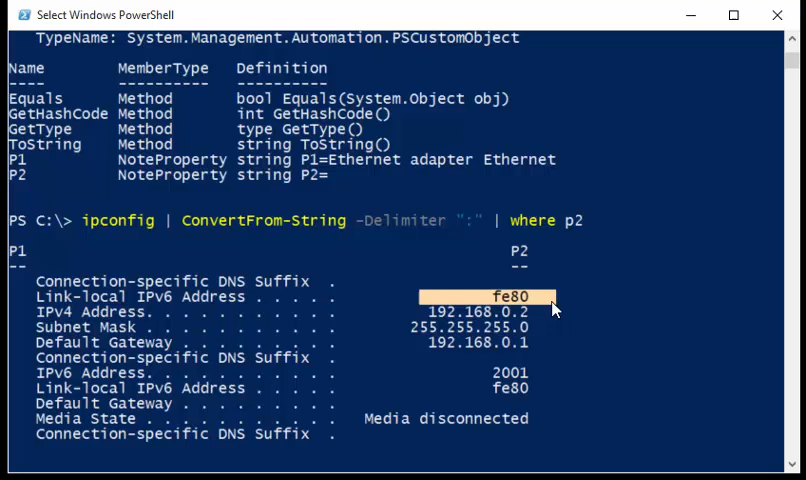 Select Windows PowerShell
TypeName: System.Management.Automation.PSCustomObject
Name MemberType Definition
---- ---------- ----------
Equals Method bool Equals(System.Object obj)
GetHashCode Method int GetHashCode()
GetType Method type GetType()
ToString Method string ToString()
P1 NoteProperty string P1=Ethernet adapter Ethernet
P2 NoteProperty string P2=
PS C:\> ipconfig | ConvertFrom-String -Delimiter ":" | where p2
P1 P2
-- --
Connection-specific DNS Suffix .
Link-local IPv6 Address . . . . . fe80
IPv4 Address. . . . . . . . . . . 192.168.0.2
Subnet Mask . . . . . . . . . . . 255.255.255.0
Default Gateway . . . . . . . . . 192.168.0.1
Connection-specific DNS Suffix .
IPv6 Address. . . . . . . . . . . 2001
Link-local IPv6 Address . . . . . fe80
Default Gateway . . . . . . . . .
Media State . . . . . . . . . . . Media disconnected
Connection-specific DNS Suffix .